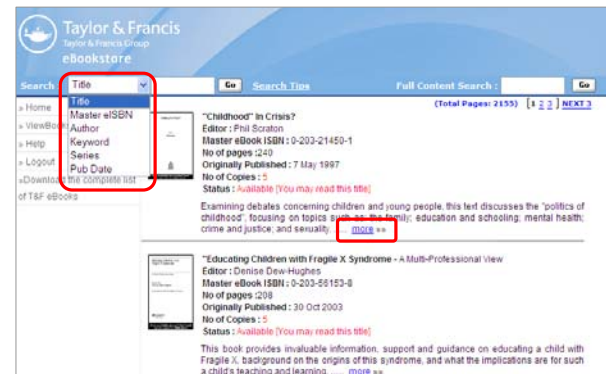 Taylor & Francis
Taylor & Francis Group
eBookstore
Search Title Go Search Tips Full Content Search : Go
(Total Pages: 2155) [1 2 3 ] NEXT 3
Title
Master eISBN
Author
Keyword
Series
Pub Date
» Home
» ViewBoo
» Help
» Logout
»Download the complete list
of T&F eBooks
"Childhood" In Crisis?
Editor : Phil Scraton
Master eBook ISBN : 0-203-21450-1
No of pages :240
Originally Published : 7 May 1997
No of Copies : 5
Status : Available [You may read this title]
Examining debates concerning children and young people, this text discusses the "politics of
childhood", focusing on topics such as: the family; education and schooling; mental health;
crime and justice; and sexuality....... more »»
"Educating Children with Fragile X Syndrome - A Multi-Professional View
Editor : Denise Dew-Hughes
Master eBook ISBN : 0-203-56153-8
No of pages :208
Originally Published : 30 Oct 2003
No of Copies : 5
Status : Available [You may read this title]
This book provides invaluable information, support and guidance on educating a child with
Fragile X, background on the origins of this syndrome, and what the implications are for such
a child's teaching and learning. ...... more »»